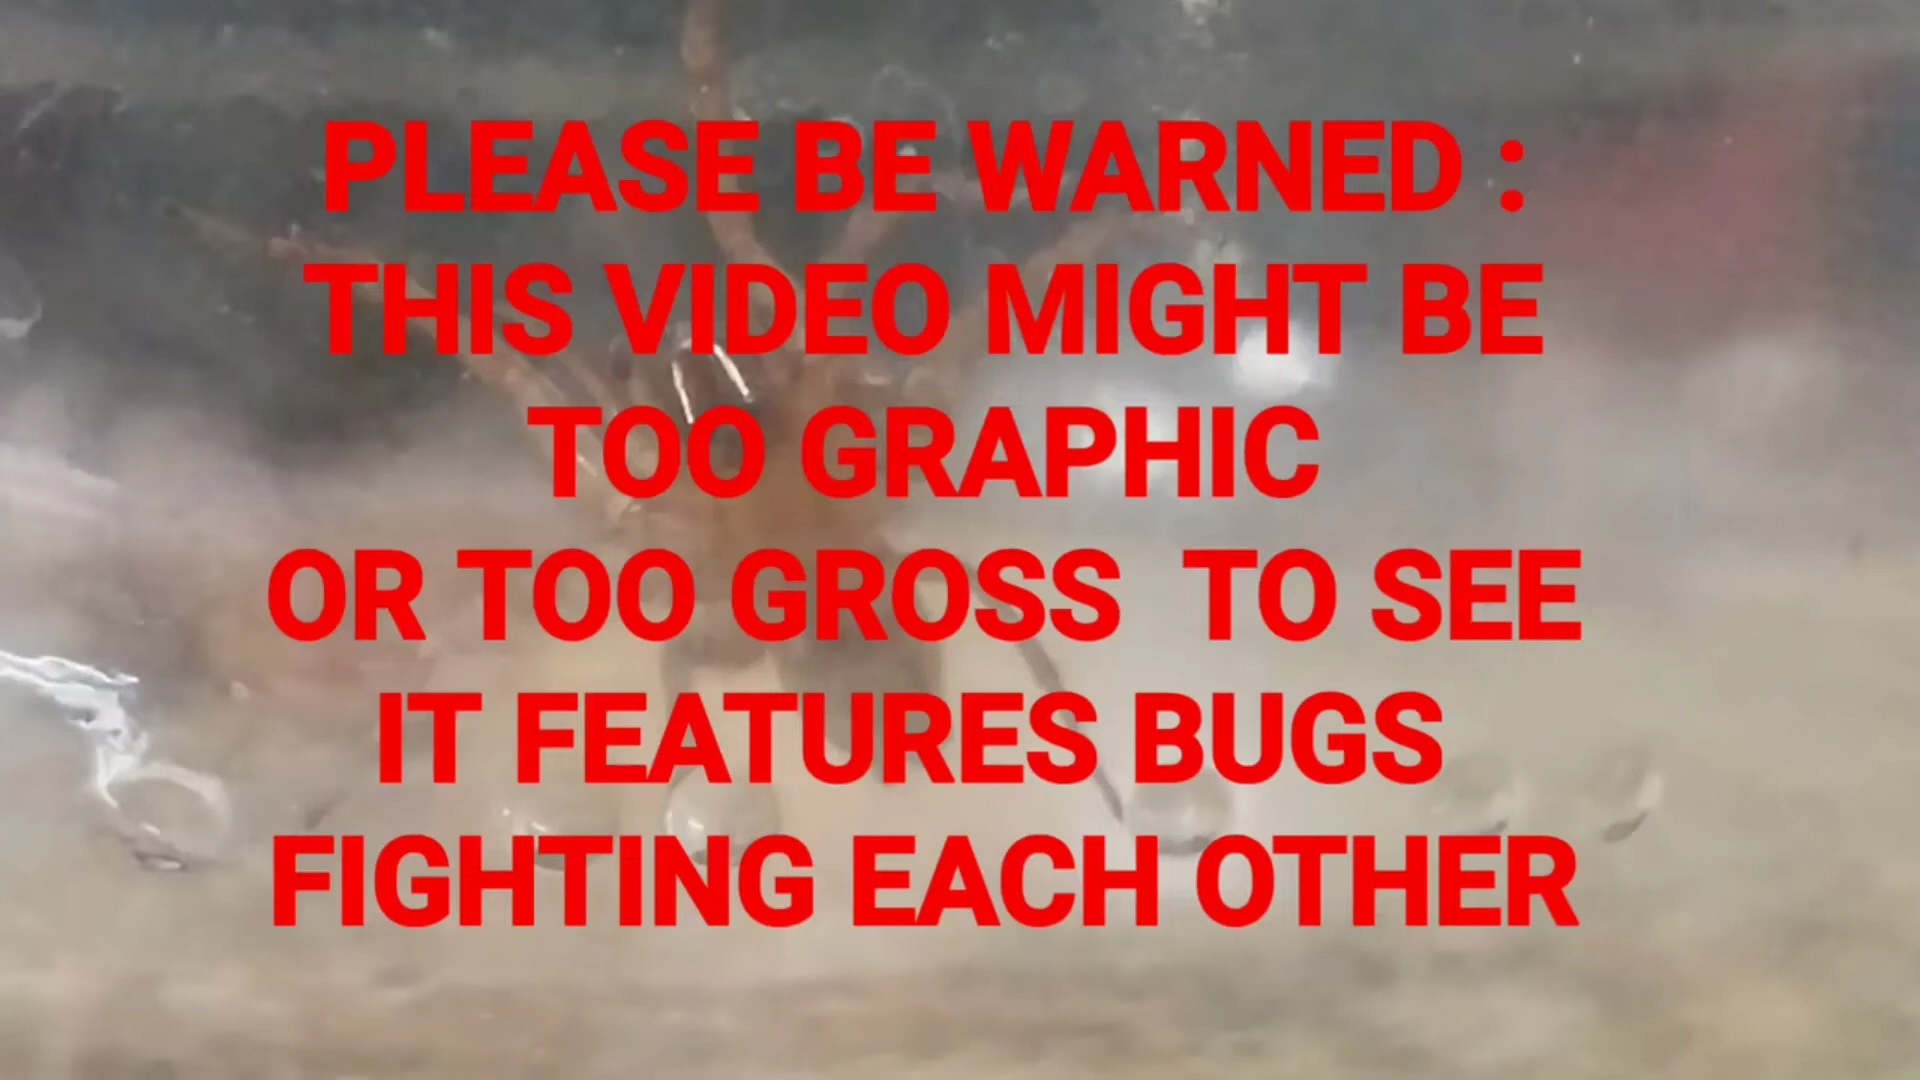 PLEASE BE WARNED :
THIS VIDEO MIGHT BE
TOO GRAPHIC
OR TOO GROSS TO SEE
IT FEATURES BUGS
FIGHTING EACH OTHER